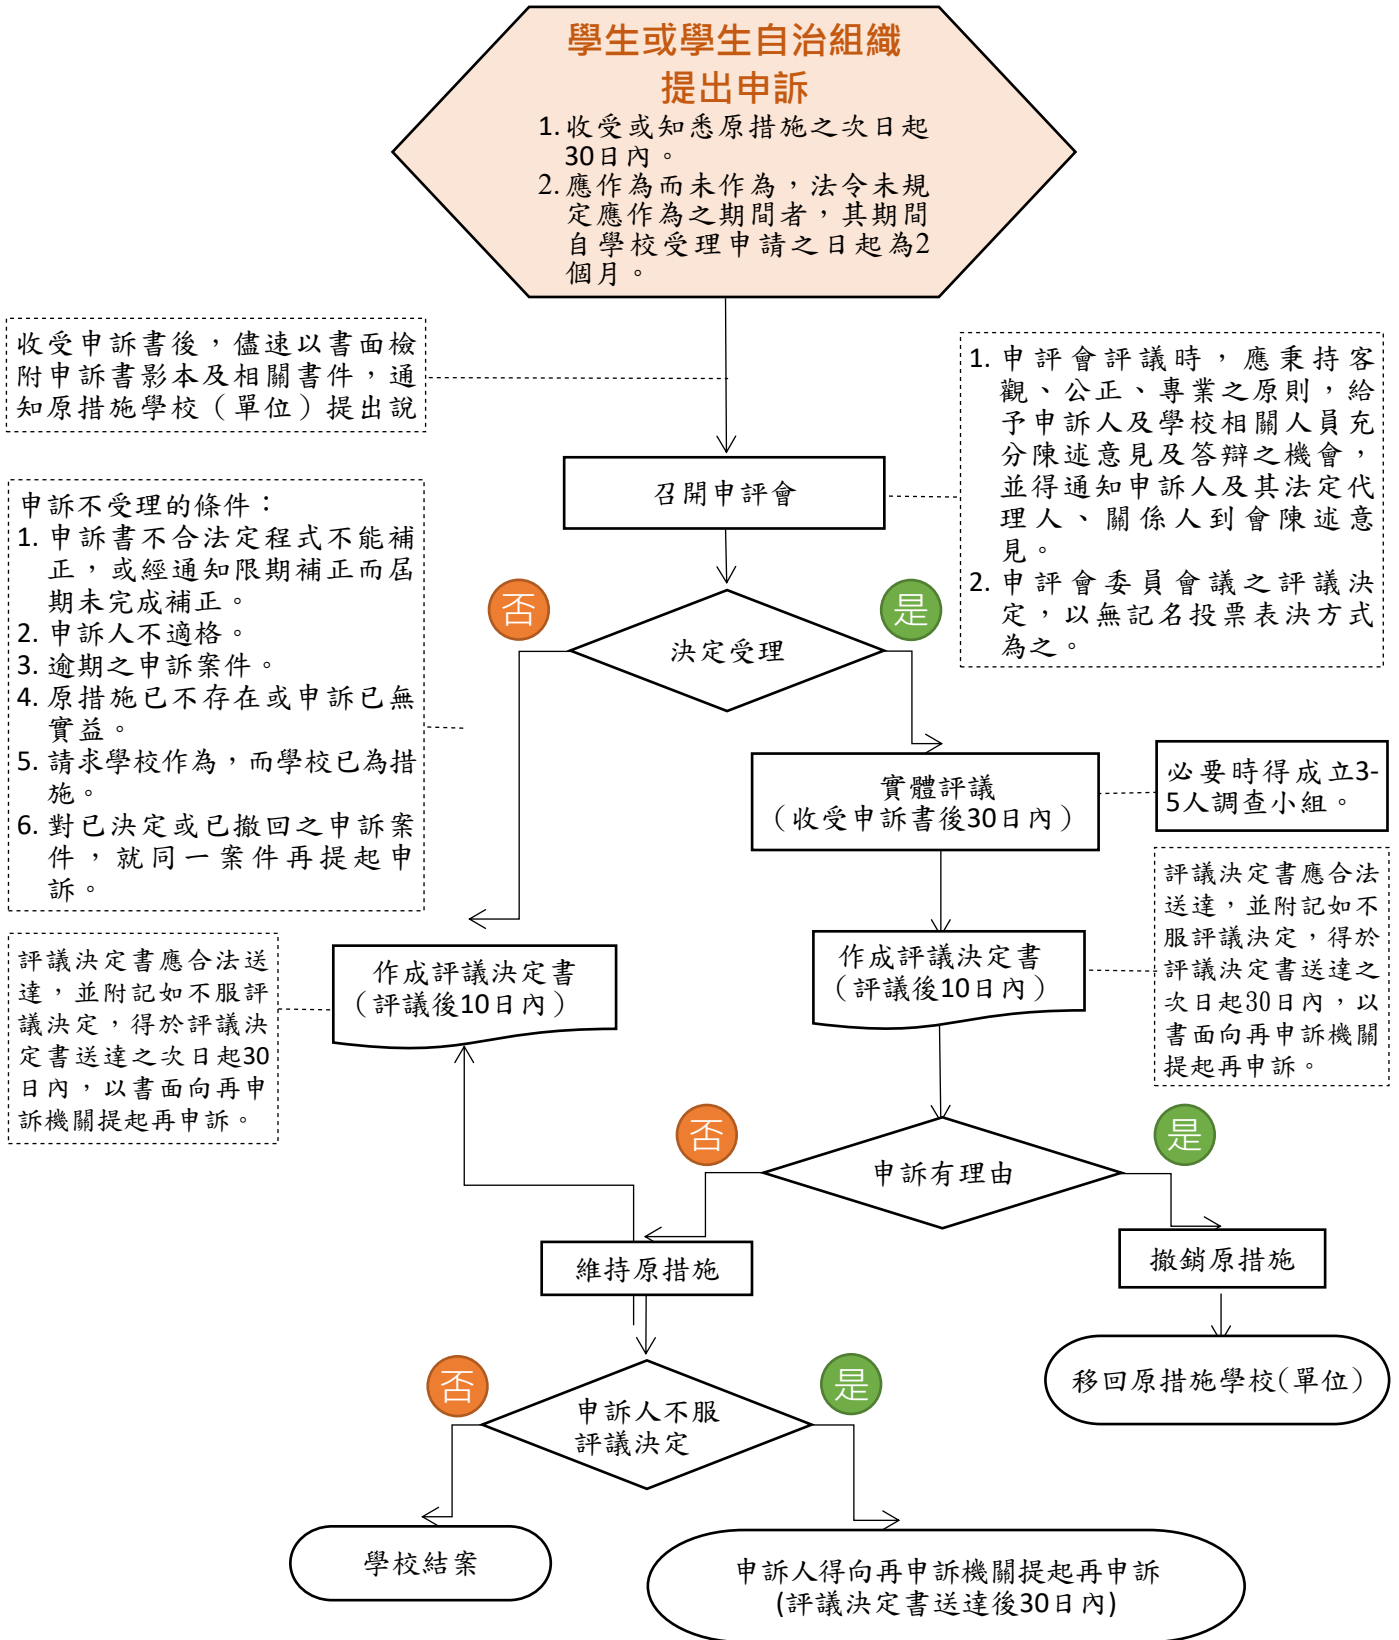 學生或學生自治組織
提出申訴
1. 收受或知悉原措施之次日起
30日內。
2. 應作為而未作為，法令未規
定應作為之期間者，其期間
自學校受理申請之日起為2
個月。
收受申訴書後，儘速以書面檢
附申訴書影本及相關書件，通
知原措施學校（單位）提出說
1. 申評會評議時，應秉持客
觀、公正、專業之原則，給
予申訴人及學校相關人員充
分陳述意見及答辯之機會，
並得通知申訴人及其法定代
理人、關係人到會陳述意
見。
2. 申評會委員會議之評議決
定，以無記名投票表決方式
為之。
召開申評會
申訴不受理的條件：
1. 申訴書不合法定程式不能補
正，或經通知限期補正而屆
期未完成補正。
2. 申訴人不適格。
3. 逾期之申訴案件。
4. 原措施已不存在或申訴已無
實益。
5. 請求學校作為，而學校已為措
施。
6. 對已決定或已撤回之申訴案
件，就同一案件再提起申
訴。
否
是
決定受理
實體評議
（收受申訴書後30日內）
必要時得成立3-
5人調查小組。
評議決定書應合法
送達，並附記如不
服評議決定，得於
評議決定書送達之
次日起30日內，以
書面向再申訴機關
提起再申訴。
評議決定書應合法送
達，並附記如不服評
議決定，得於評議決
定書送達之次日起30
日內，以書面向再申
訴機關提起再申訴。
作成評議決定書
（評議後10日內）
作成評議決定書
（評議後10日內）
否
是
申訴有理由
維持原措施
撤銷原措施
移回原措施學校(單位)
否
是
申訴人不服
評議決定
學校結案
申訴人得向再申訴機關提起再申訴
(評議決定書送達後30日內)